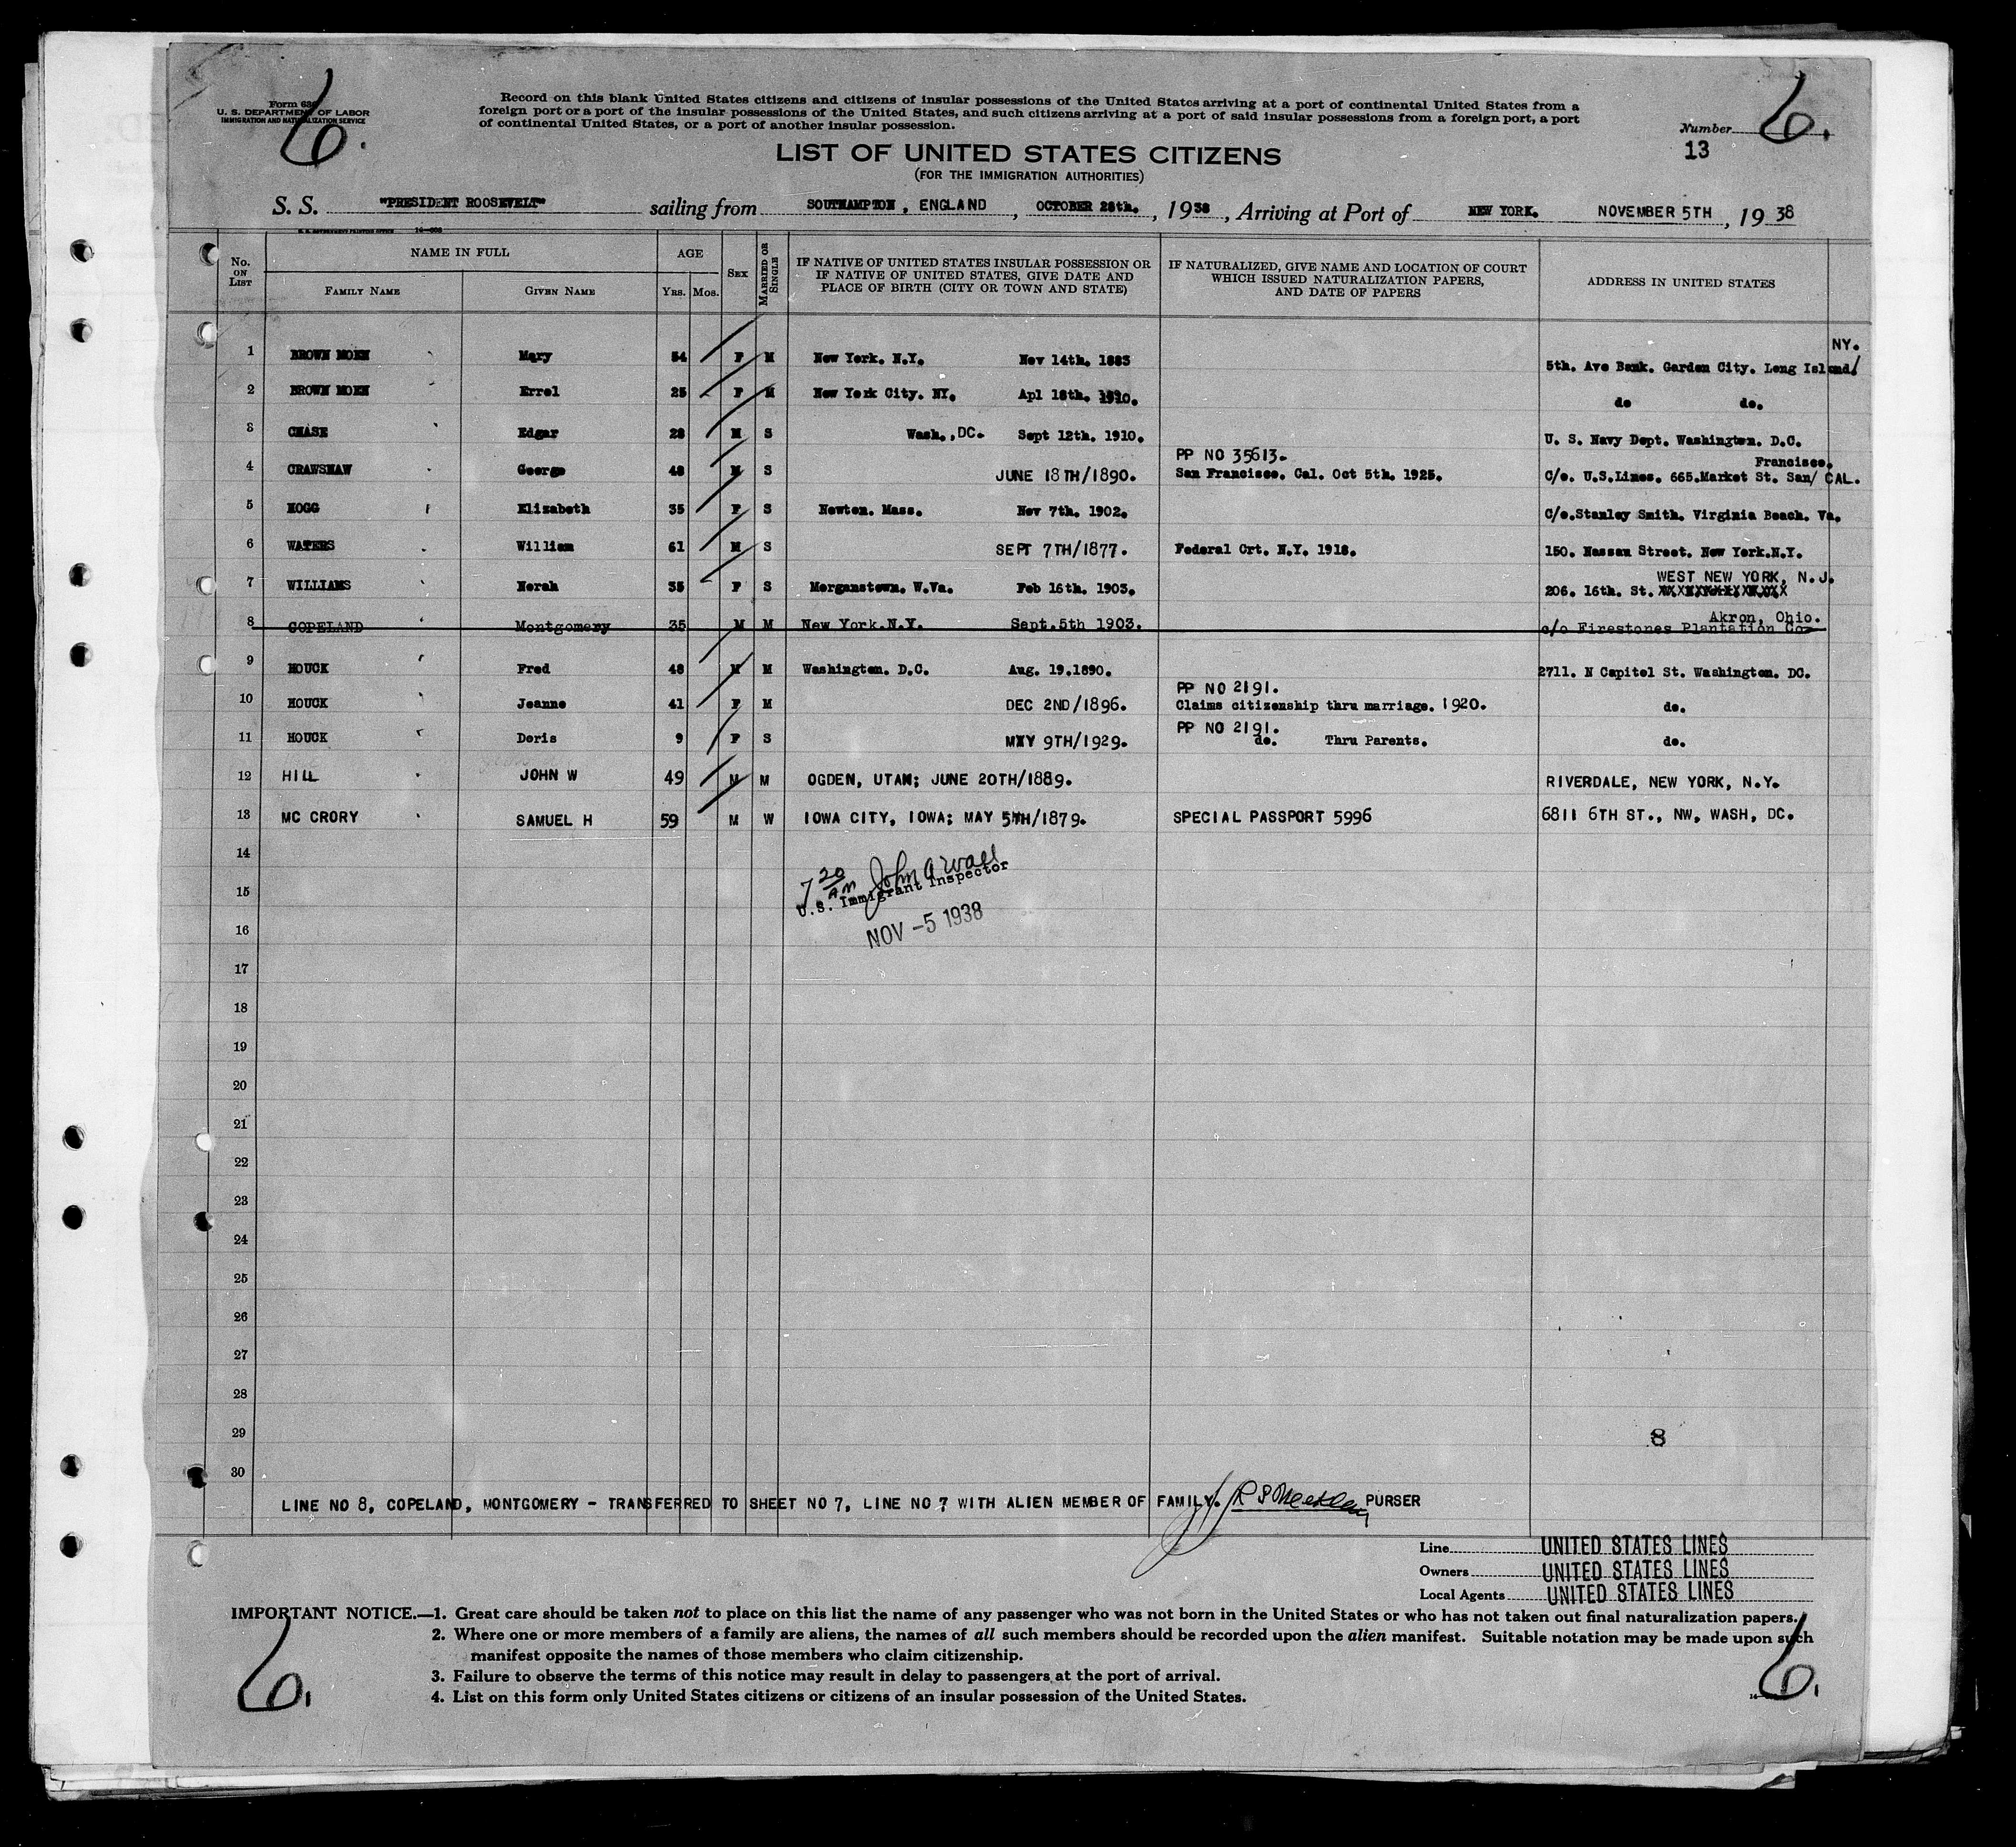 Form 630
U. S. DEPARTMENT OF LABOR
IMMIGRATION AND NATURALIZATION SERVICE
6.
Record on this blank United States citizens and citizens of insular possessions of the United States arriving at a port of continental United States from a
foreign port or a port of the insular possessions of the United States, and such citizens arriving at a port of said insular possessions from a foreign port, a port
of continental United States, or a port of another insular possession.
Number 6.
13
LIST OF UNITED STATES CITIZENS
(FOR THE IMMIGRATION AUTHORITIES)
S. S. "PRESIDENT ROOSEVELT" sailing from SOUTHAMPTON, ENGLAND, OCTOBER 28th., 1938, Arriving at Port of NEW YORK. NOVEMBER 5TH, 19 38
No. ON LIST NAME IN FULL FAMILY NAME GIVEN NAME AGE YRS. MOS. SEX MARRIED OR SINGLE IF NATIVE OF UNITED STATES INSULAR POSSESSION OR IF NATIVE OF UNITED STATES, GIVE DATE AND PLACE OF BIRTH (CITY OR TOWN AND STATE) IF NATURALIZED, GIVE NAME AND LOCATION OF COURT WHICH ISSUED NATURALIZATION PAPERS, AND DATE OF PAPERS ADDRESS IN UNITED STATES
NY.
1 BROWN MOEN Mary 54 F M New York. N.Y. Nov 14th. 1883 5th. Ave Bank. Garden City. Long Island/
2 BROWN MOEN Errol 25 F M New York City. NY. Apl 18th. 1910. do do.
3 CHASE Edgar 28 M S Wash., DC. Sept 12th. 1910. U. S. Navy Dept. Washington. D.C.
PP NO 35613. Francisco.
4 CRAWSHAW George 48 M S JUNE 18TH/1890. San Francisco. Cal. Oct 5th. 1925. C/o. U.S.Lines. 665.Market St. San/ CAL.
5 HOGG Elizabeth 35 F S Newton. Mass. Nov 7th. 1902. C/o.Stanley Smith. Virginia Beach. Va.
6 WATERS William 61 M S SEPT 7TH/1877. Federal Crt. N.Y. 1918. 150. Nassau Street. New York.N.Y.
WEST NEW YORK, N.J.
7 WILLIAMS Norah 35 F S Morganstown. W.Va. Feb 16th. 1903. 206. 16th. St.
Akron, Ohio.
8 COPELAND Montgomery 35 M M New York.N.Y. Sept.5th 1903. c/o Firestones Plantation Co
9 HOUCK Fred 48 M M Washington. D.C. Aug. 19.1890. 2711. N Capitol St. Washington. DC.
PP NO 2191.
10 HOUCK Jeanne 41 F M DEC 2ND/1896. Claims citizenship thru marriage. 1920. do.
PP NO 2191.
11 HOUCK Doris 9 F S MAY 9TH/1929. do. Thru Parents. do.
12 HILL JOHN W 49 M M OGDEN, UTAH; JUNE 20TH/1889. RIVERDALE, NEW YORK, N.Y.
13 MC CRORY SAMUEL H 59 M W IOWA CITY, IOWA; MAY 5TH/1879. SPECIAL PASSPORT 5996 6811 6TH ST., NW, WASH, DC.
14
7 20 AM John A
15
U.S. Immigrant Inspector
NOV -5 1938
16
17
18
19
20
21
22
23
24
25
26
27
28
29 8
30
LINE NO 8, COPELAND, MONTGOMERY - TRANSFERRED TO SHEET NO 7, LINE NO 7 WITH ALIEN MEMBER OF FAMILY. PURSER
Line UNITED STATES LINES
Owners UNITED STATES LINES
Local Agents UNITED STATES LINES
IMPORTANT NOTICE.—1. Great care should be taken not to place on this list the name of any passenger who was not born in the United States or who has not taken out final naturalization papers.
2. Where one or more members of a family are aliens, the names of all such members should be recorded upon the alien manifest. Suitable notation may be made upon such
manifest opposite the names of those members who claim citizenship.
3. Failure to observe the terms of this notice may result in delay to passengers at the port of arrival.
4. List on this form only United States citizens or citizens of an insular possession of the United States.
6. 6.